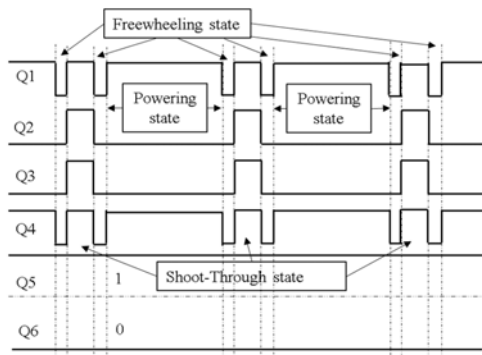 Freewheeling state
Q1
Powering
state
Powering
state
Q2
Q3
Q4
Shoot-Through state
Q5
1
Q6
0